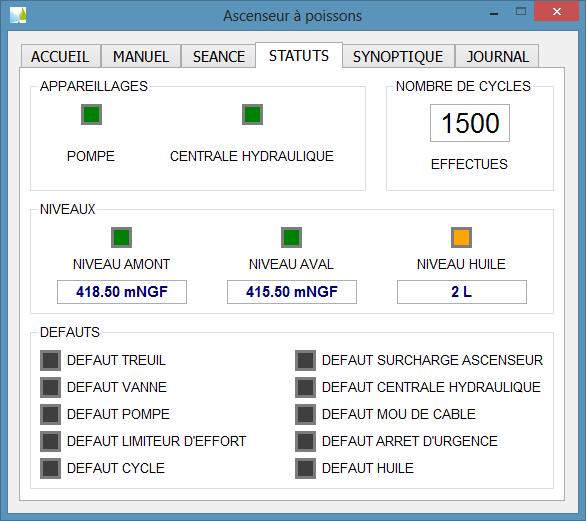 Ascenseur à poissons
ACCUEIL MANUEL SEANCE STATUTS SYNOPTIQUE JOURNAL
APPAREILLAGES
POMPE CENTRALE HYDRAULIQUE
NOMBRE DE CYCLES
1500
EFFECTUES
NIVEAUX
NIVEAU AMONT NIVEAU AVAL NIVEAU HUILE
418.50 mNGF 415.50 mNGF 2 L
DEFAUTS
DEFAUT TREUIL DEFAUT SURCHARGE ASCENSEUR
DEFAUT VANNE DEFAUT CENTRALE HYDRAULIQUE
DEFAUT POMPE DEFAUT MOU DE CABLE
DEFAUT LIMITEUR D'EFFORT DEFAUT ARRET D'URGENCE
DEFAUT CYCLE DEFAUT HUILE